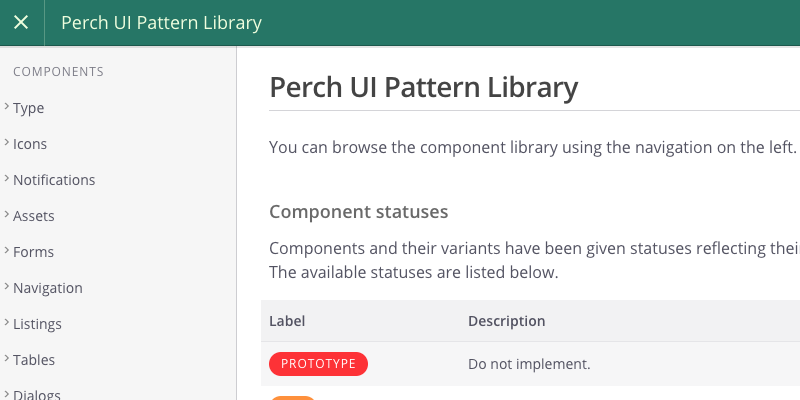 Perch UI Pattern Library
COMPONENTS
Type
Icons
Notifications
Assets
Forms
Navigation
Listings
Tables
Dialogs
Perch UI Pattern Library
You can browse the component library using the navigation on the left.
Component statuses
Components and their variants have been given statuses reflecting
The available statuses are listed below.
Label Description
PROTOTYPE Do not implement.